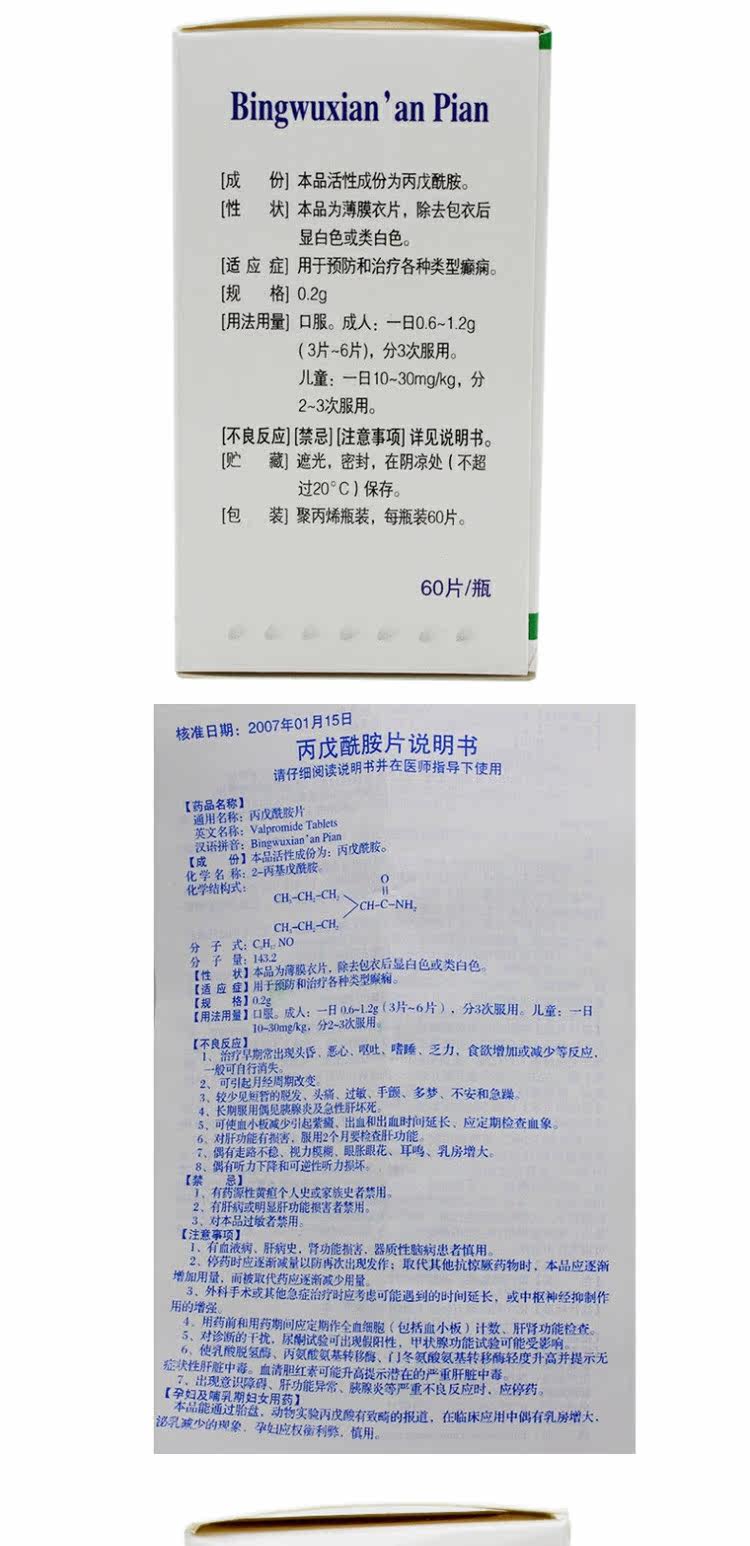 Bingwuxian'an Pian
[成 份] 本品活性成份为丙戊酰胺。
[性 状] 本品为薄膜衣片，除去包衣后
显白色或类白色。
[适 应 症] 用于预防和治疗各种类型癫痫。
[规 格] 0.2g
[用法用量] 口服。成人：一日0.6~1.2g
(3片~6片)，分3次服用。
儿童：一日10~30mg/kg，分
2~3次服用。
[不良反应] [禁忌] [注意事项] 详见说明书。
[贮 藏] 遮光，密封，在阴凉处（不超
过20°C）保存。
[包 装] 聚丙烯瓶装，每瓶装60片。
60片/瓶
核准日期：2007年01月15日
丙戊酰胺片说明书
请仔细阅读说明书并在医师指导下使用
【药品名称】
通用名称：丙戊酰胺片
英文名称：Valpromide Tablets
汉语拼音：Bingwuxian'an Pian
【成 份】本品活性成份为：丙戊酰胺。
化 学 名 称：2-丙基戊酰胺。
化学结构式：
O
CH₃-CH₂-CH₂
CH-C-NH₂
CH₃-CH₂-CH₂
分 子 式：C₈H₁₇NO
分 子 量：143.2
【性 状】本品为薄膜衣片，除去包衣后显白色或类白色。
【适 应 症】用于预防和治疗各种类型癫痫。
【规 格】0.2g
【用法用量】口服。成人：一日 0.6~1.2g（3片~6片），分3次服用。儿童：一日
10~30mg/kg，分2~3次服用。
【不良反应】
1、治疗早期常出现头昏、恶心、呕吐、嗜睡、乏力，食欲增加或减少等反应，
一般可自行消失。
2、可引起月经周期改变。
3、较少见短暂的脱发、头痛、过敏、手颤、多梦、不安和急躁。
4、长期服用偶见胰腺炎及急性肝坏死。
5、可使血小板减少引起紫癜、出血和出血时间延长、应定期检查血象。
6、对肝功能有损害，服用2个月要检查肝功能。
7、偶有走路不稳、视力模糊、眼胀眼花、耳鸣、乳房增大。
8、偶有听力下降和可逆性听力损坏。
【禁 忌】
1、有药源性黄疸个人史或家族史者禁用。
2、有肝病或明显肝功能损害者禁用。
3、对本品过敏者禁用。
【注意事项】
1、有血液病、肝病史，肾功能损害，器质性脑病患者慎用。
2、停药时应逐渐减量以防再次出现发作；取代其他抗惊厥药物时，本品应逐渐
增加用量，而被取代药应逐渐减少用量。
3、外科手术或其他急症治疗时应考虑可能遇到的时间延长，或中枢神经抑制作
用的增强。
4、用药前和用药期间应定期作全血细胞（包括血小板）计数、肝肾功能检查。
5、对诊断的干扰，尿酮试验可出现假阳性，甲状腺功能试验可能受影响
6、使乳酸脱氢酶、丙氨酸氨基转移酶、门冬氨酸氨基转移酶轻度升高并提示无
症状性肝脏中毒。血清胆红素可能升高提示潜在的严重肝脏中毒。
7、出现意识障碍、肝功能异常、胰腺炎等严重不良反应时，应停药。
【孕妇及哺乳期妇女用药】
本品能通过胎盘，动物实验丙戊酸有致畸的报道，在临床应用中偶有乳房增大、
泌乳减少的现象。孕妇应权衡利弊，慎用。